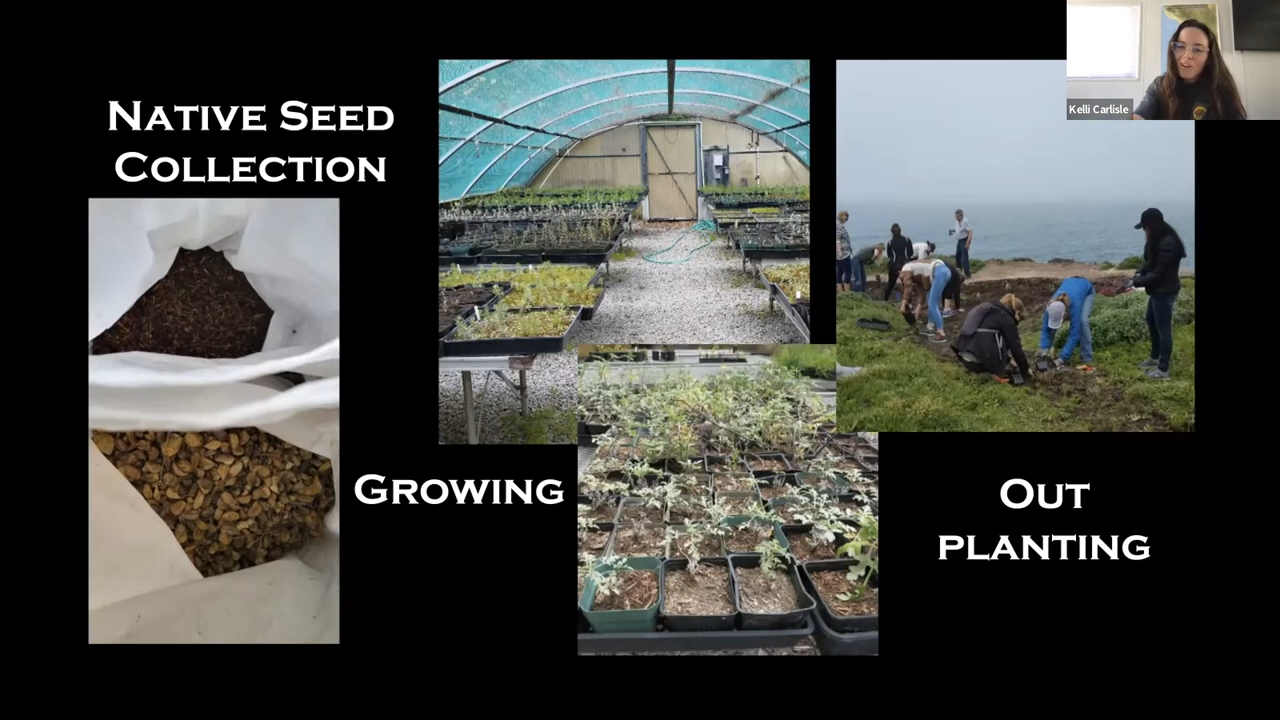 Native Seed
Collection
Growing
Out
planting
Kelli Carlisle